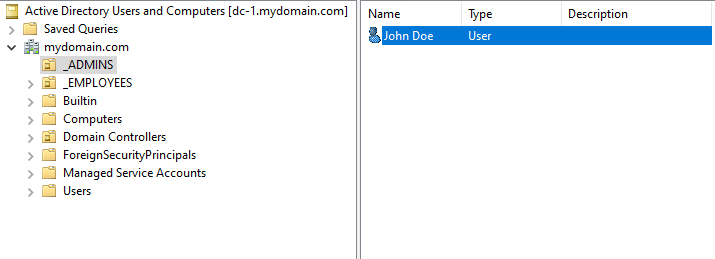 Active Directory Users and Computers [dc-1.mydomain.com]
Saved Queries
mydomain.com
_ADMINS
_EMPLOYEES
Builtin
Computers
Domain Controllers
ForeignSecurityPrincipals
Managed Service Accounts
Users
Name Type Description
John Doe User